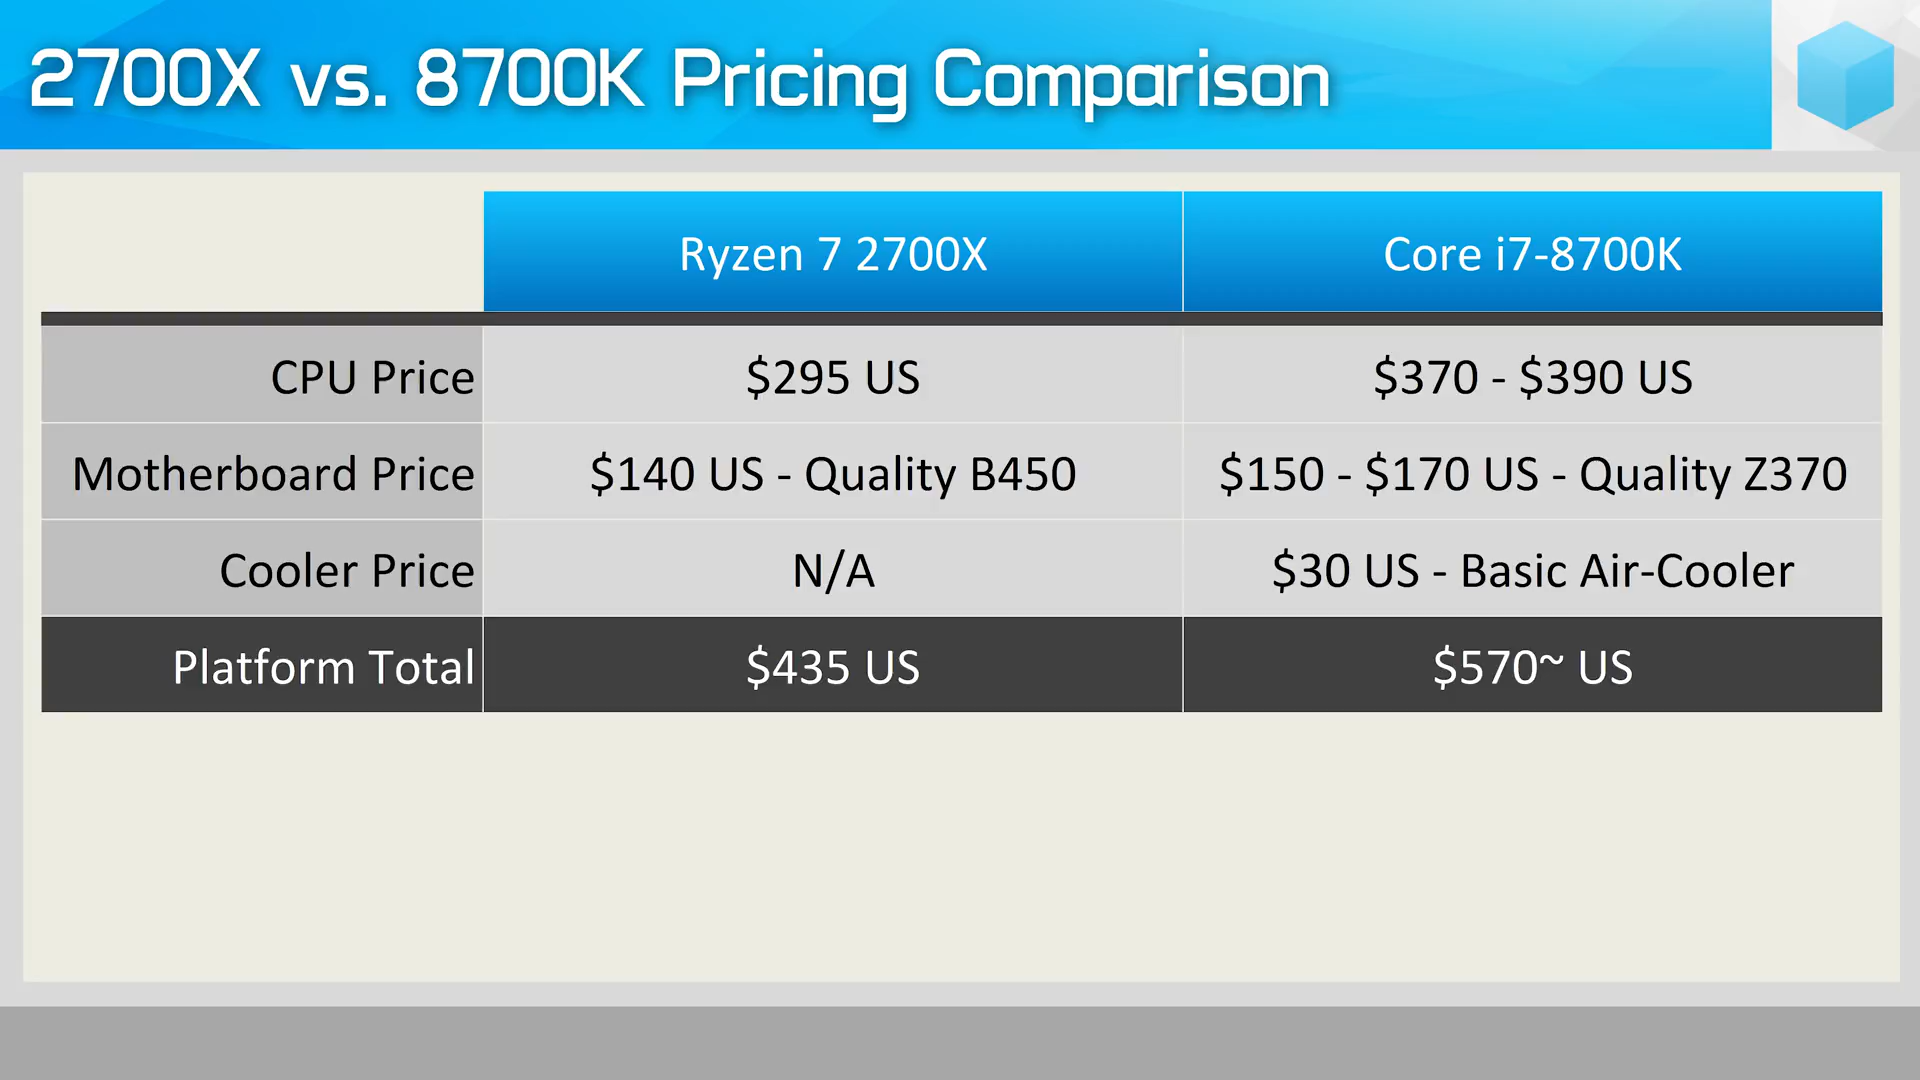 2700X vs. 8700K Pricing Comparison
Ryzen 7 2700X Core i7-8700K
CPU Price $295 US $370 - $390 US
Motherboard Price $140 US - Quality B450 $150 - $170 US - Quality Z370
Cooler Price N/A $30 US - Basic Air-Cooler
Platform Total $435 US $570~ US